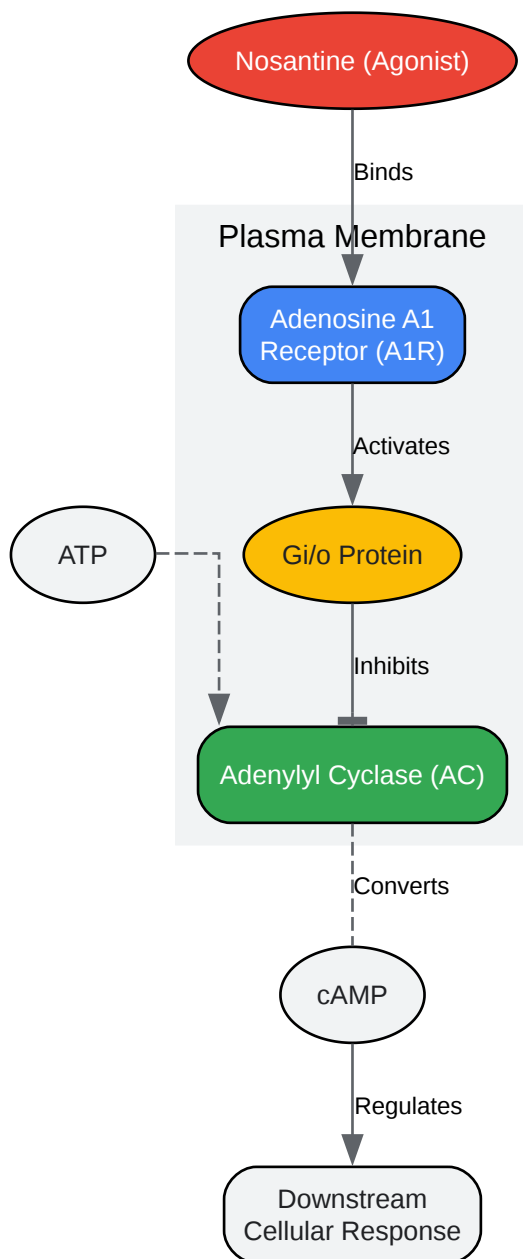 Nosantine (Agonist)
Binds
Plasma Membrane
Adenosine A1
Receptor (A1R)
Activates
ATP
Gi/o Protein
Inhibits
Adenylyl Cyclase (AC)
Converts
cAMP
Regulates
Downstream
Cellular Response